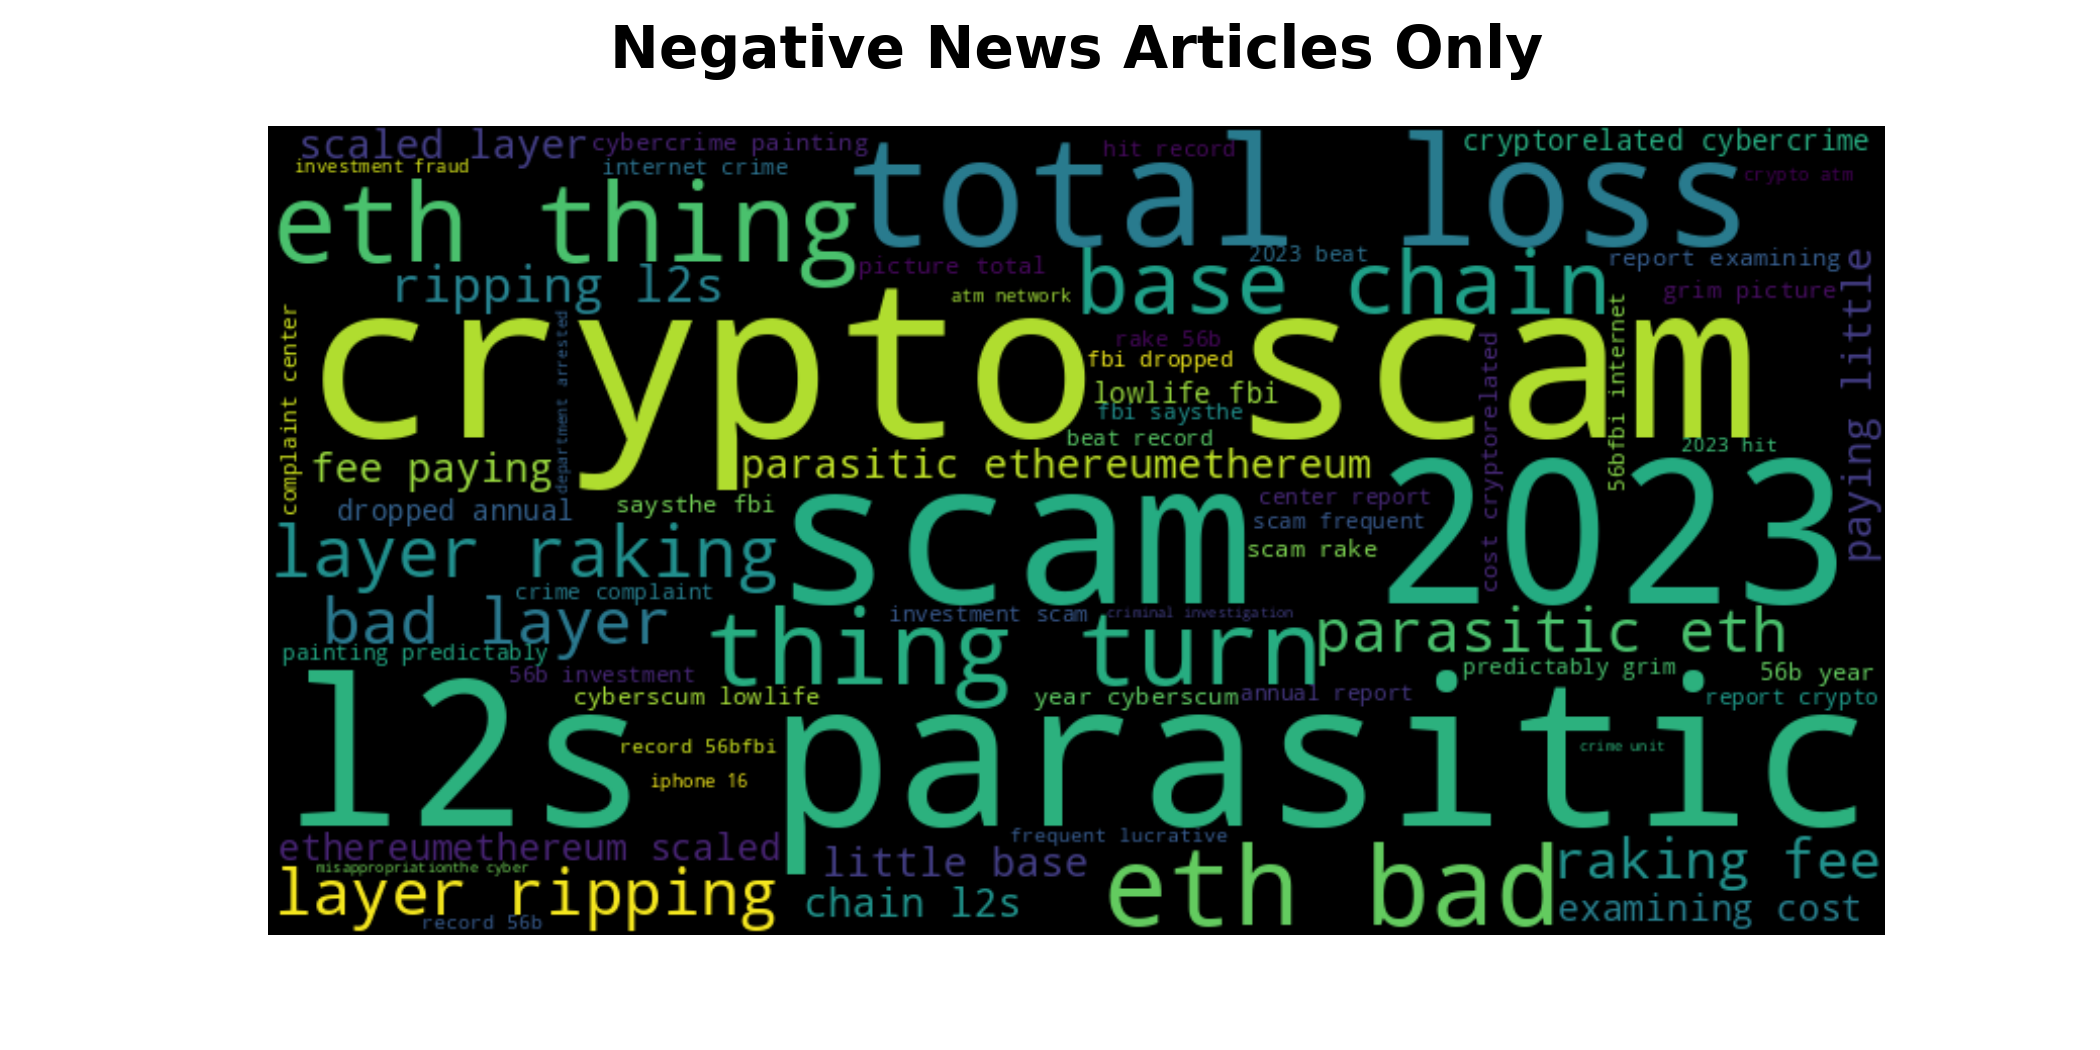 Negative News Articles Only
scaled layer
cybercrime painting
hit record
cryptorelated cybercrime
investment fraud
internet crime
total loss
crypto atm
eth thing
2023 beat
report examining
ripping l2s
picture total
base chain
grim picture
atm network
paying little
complaint center
department arrested
crypto scam
rake 56b
fbi dropped
lowlife fbi
fbi saysthe
beat record
cost cryptorelated
56bfbi internet
2023 hit
fee paying
parasitic ethereumethereum
dropped annual
saysthe fbi
center report
scam frequent
scam rake
scam 2023
layer raking
crime complaint
bad layer
investment scam
criminal investigation
thing turn
parasitic eth
painting predictably
56b investment
predictably grim
56b year
cyberscum lowlife
year cyberscum
annual report
report crypto
l2s parasitic
record 56bfbi
crime unit
iphone 16
ethereumethereum scaled
frequent lucrative
misappropriationthe cyber
little base
eth bad
raking fee
layer ripping
chain l2s
examining cost
record 56b